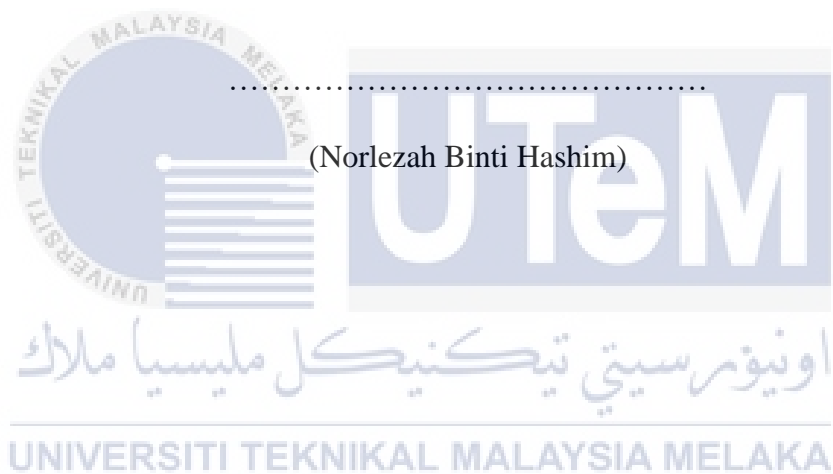 UNIVERSITI TEKNIKAL MALAYSIA MELAKA
……………………………………………
(Norlezah Binti Hashim)
UTeM
اونيۏرسيتي تيكنيكل مليسيا ملاك
UNIVERSITI TEKNIKAL MALAYSIA MELAKA